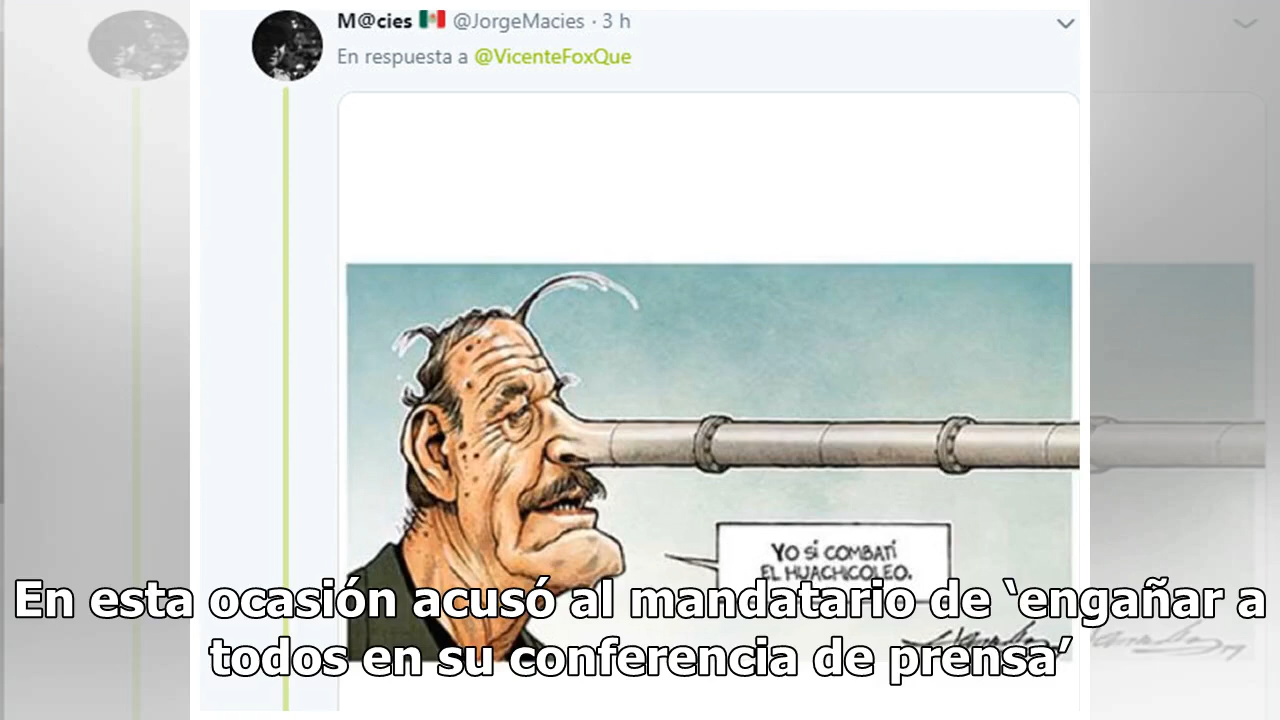 M@cies @JorgeMacies · 3 h
En respuesta a @VicenteFoxQue
YO SÍ COMBATÍ
EL HUACHICOLEO.
En esta ocasión acusó al mandatario de ‘engañar a
todos en su conferencia de prensa’